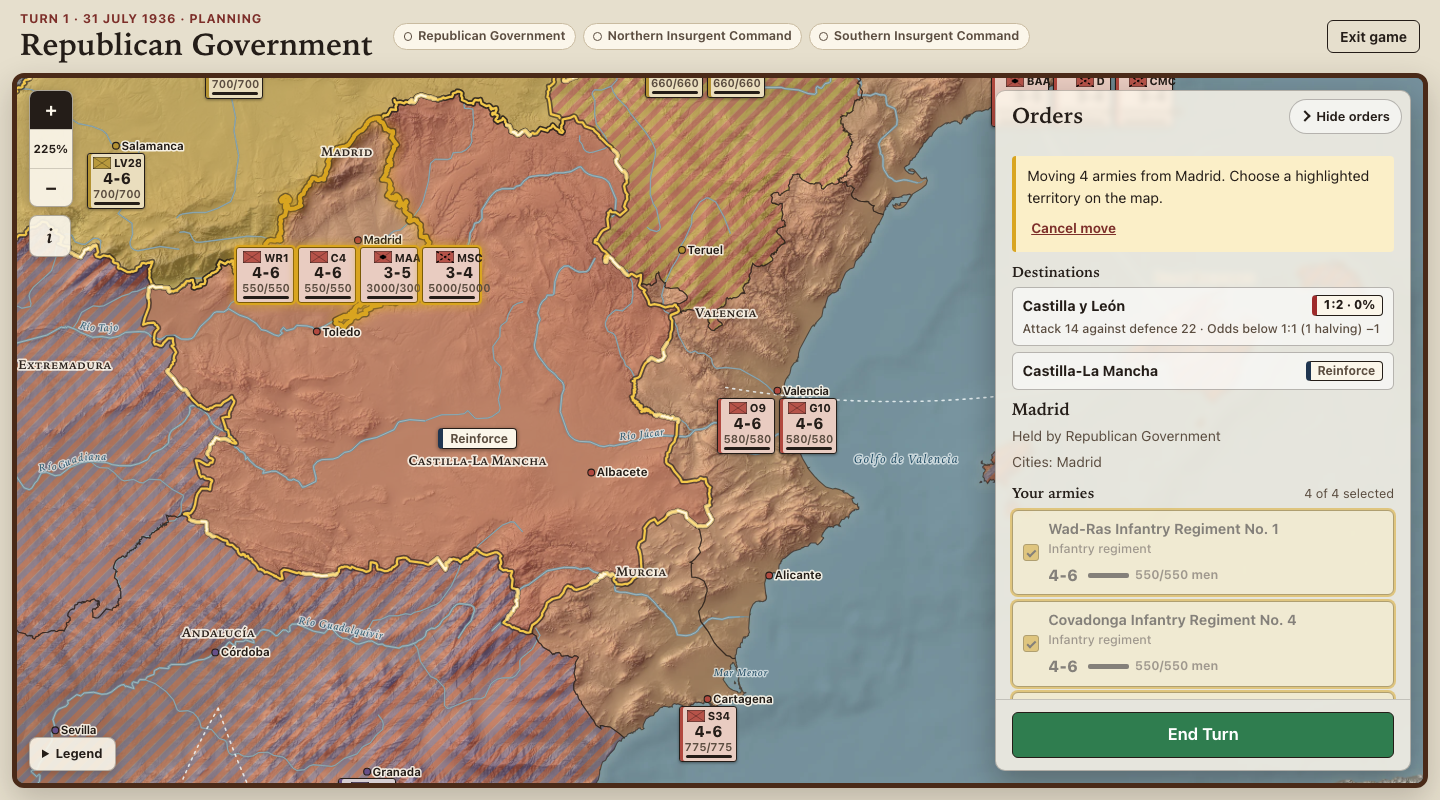 TURN 1 · 31 JULY 1936 · PLANNING
Republican Government
Republican Government
Northern Insurgent Command
Southern Insurgent Command
Exit game
+
225%
−
i
700/700
660/660
660/660
BAA
D
CMC
Salamanca
LV28
4-6
700/700
MADRID
Madrid
WR1
4-6
550/550
C4
4-6
550/550
MAA
3-5
3000/300
MSC
3-4
5000/5000
Teruel
VALENCIA
Toledo
Río Tajo
EXTREMADURA
Valencia
O9
4-6
580/580
G10
4-6
580/580
Río Júcar
Reinforce
CASTILLA-LA MANCHA
Albacete
Golfo de Valencia
Río Guadiana
MURCIA
Alicante
ANDALUCÍA
Río Guadalquivir
Córdoba
Mar Menor
Cartagena
S34
4-6
775/775
Sevilla
Granada
Legend
Orders
Hide orders
Moving 4 armies from Madrid. Choose a highlighted
territory on the map.
Cancel move
Destinations
Castilla y León
1:2 · 0%
Attack 14 against defence 22 · Odds below 1:1 (1 halving) −1
Castilla-La Mancha
Reinforce
Madrid
Held by Republican Government
Cities: Madrid
Your armies
4 of 4 selected
Wad-Ras Infantry Regiment No. 1
Infantry regiment
4-6
550/550 men
Covadonga Infantry Regiment No. 4
Infantry regiment
4-6
550/550 men
End Turn